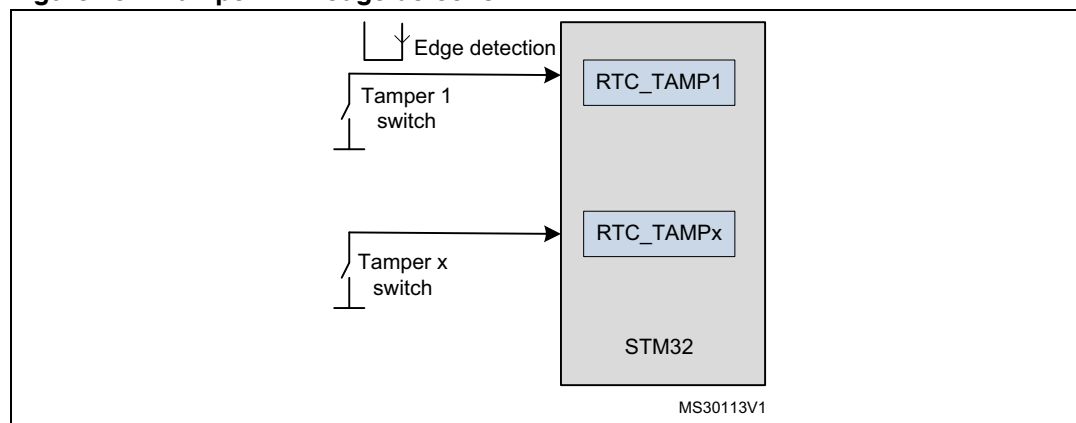 Edge detection
RTC_TAMP1
Tamper 1
switch
RTC_TAMPx
Tamper x
switch
STM32
MS30113V1